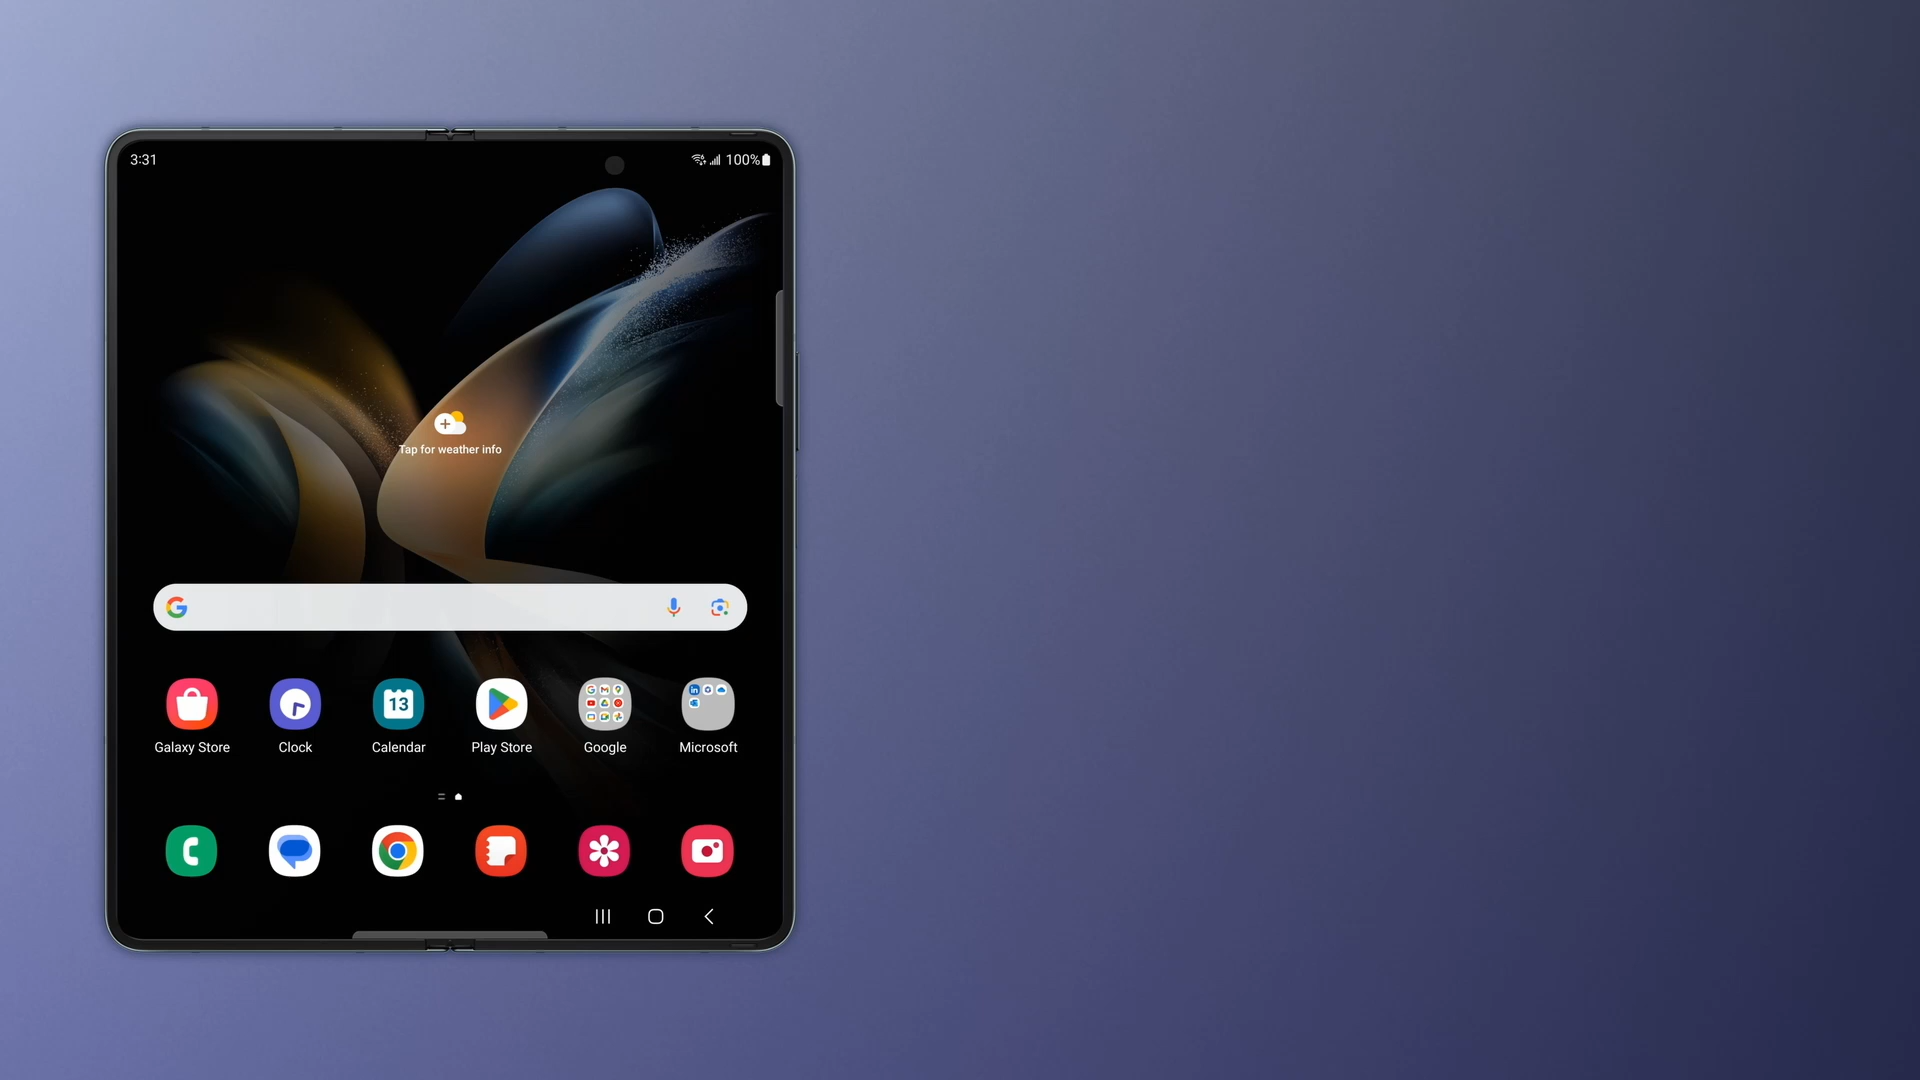 3:31
100%
Tap for weather info
13
Galaxy Store
Clock
Calendar
Play Store
Google
Microsoft